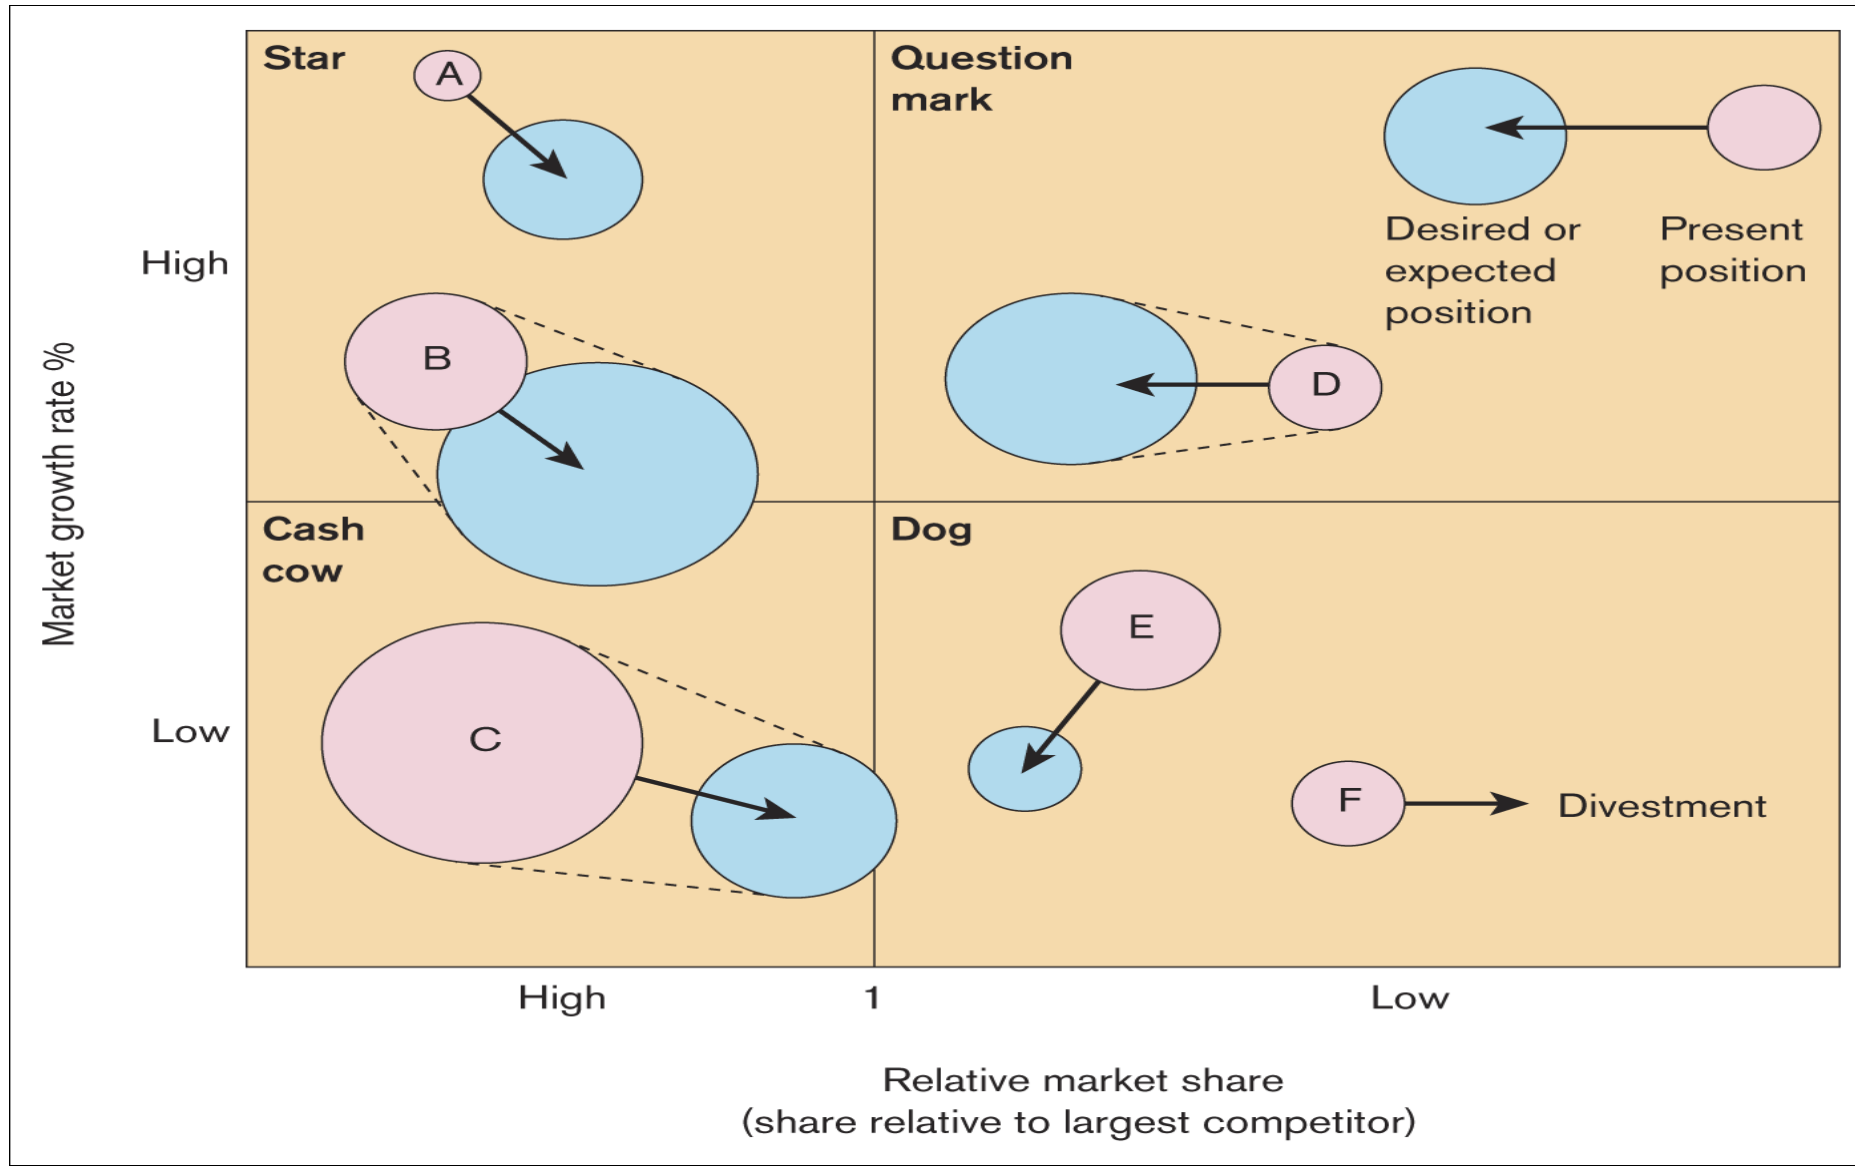 Star
A
Question
mark
Desired or
expected
position
Present
position
High
B
D
Market growth rate %
Cash
cow
Dog
E
Low
C
F
Divestment
High
1
Low
Relative market share
(share relative to largest competitor)